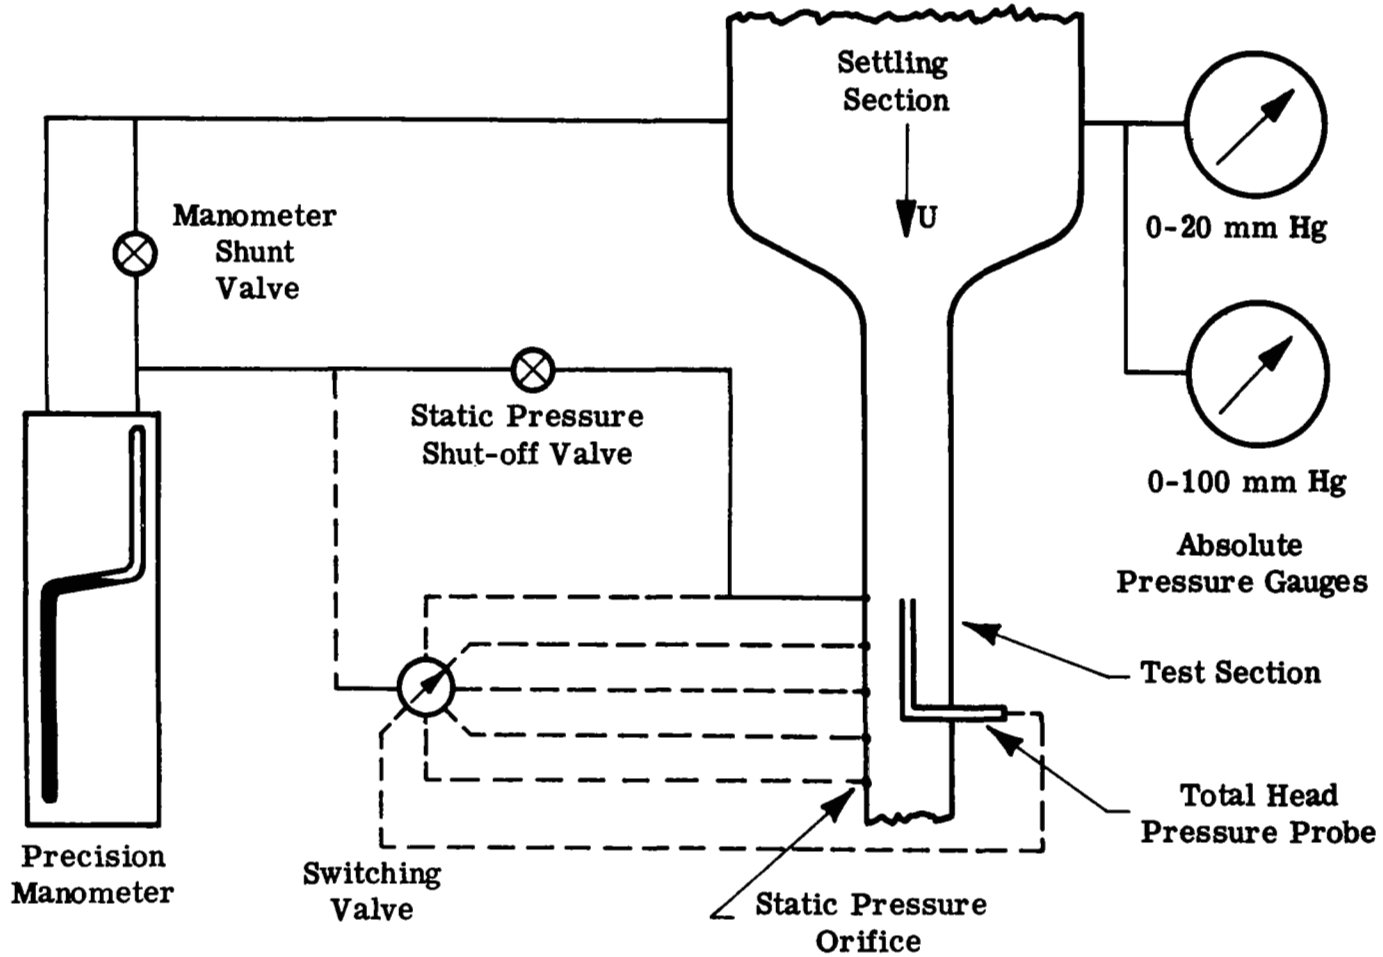 Settling
Section
U
0-20 mm Hg
Manometer
Shunt
Valve
Static Pressure
Shut-off Valve
0-100 mm Hg
Absolute
Pressure Gauges
Test Section
Total Head
Pressure Probe
Precision
Manometer
Switching
Valve
Static Pressure
Orifice